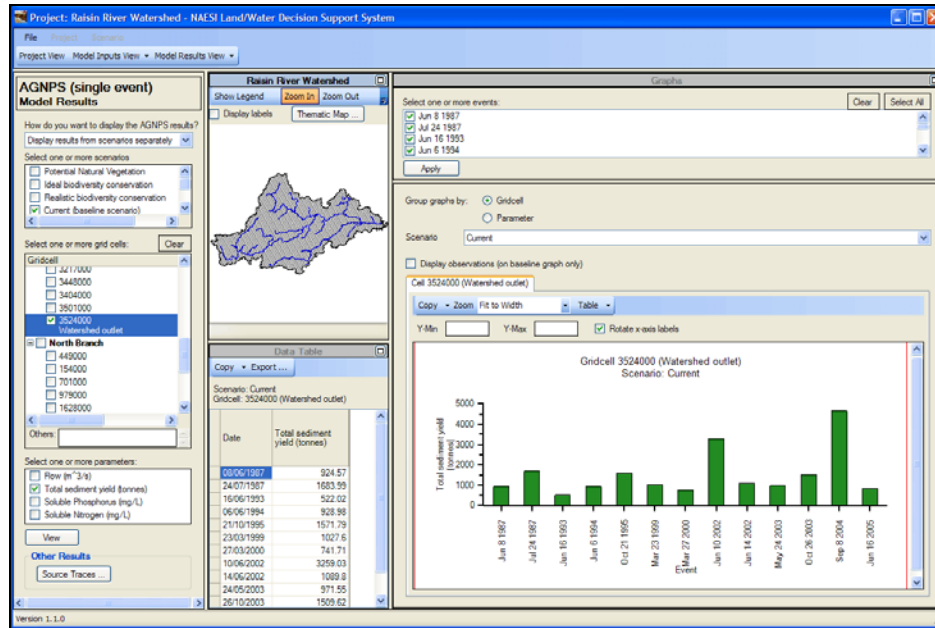 Project: Raisin River Watershed - NAESI Land/Water Decision Support System
File Project Scenario
Project View Model Inputs View Model Results View
AGNPS (single event)
Model Results
How do you want to display the AGNPS results?
Display results from scenarios separately
Select one or more scenarios
Potential Natural Vegetation
Ideal biodiversity conservation
Realistic biodiversity conservation
Current (baseline scenario)
Select one or more grid cells: Clear
Gridcell
3217000
3448000
3404000
3501000
3524000
Watershed outlet
North Branch
449000
154000
701000
979000
1628000
Others:
Select one or more parameters:
Flow (m^3/s)
Total sediment yield (tonnes)
Soluble Phosphorus (mg/L)
Soluble Nitrogen (mg/L)
View
Other Results
Source Traces ...
Version 1.1.0
Raisin River Watershed
Show Legend Zoom In Zoom Out
Display labels Thematic Map ...
Data Table
Copy Export ...
Scenario: Current
Gridcell: 3524000 (Watershed outlet)
Date Total sediment
yield (tonnes)
08/06/1987 924.57
24/07/1987 1683.99
16/06/1993 522.02
06/06/1994 928.98
21/10/1995 1571.79
23/03/1999 1027.6
27/03/2000 741.71
10/06/2002 3259.03
14/06/2002 1089.8
24/05/2003 971.55
26/10/2003 1509.62
Graphs
Select one or more events: Clear Select All
Jun 8 1987
Jul 24 1987
Jun 16 1993
Jun 6 1994
Apply
Group graphs by: Gridcell
Parameter
Scenario Current
Display observations (on baseline graph only)
Cell 3524000 (Watershed outlet)
Copy Zoom Fit to Width Table
Y-Min Y-Max Rotate x-axis labels
Gridcell 3524000 (Watershed outlet)
Scenario: Current
Total sediment yield
(tonnes)
5000
4000
3000
2000
1000
0
Jun 8 1987
Jul 24 1987
Jun 16 1993
Jun 6 1994
Oct 21 1995
Mar 23 1999
Mar 27 2000
Jun 10 2002
Jun 14 2002
May 24 2003
Oct 26 2003
Sep 8 2004
Jun 16 2005
Event